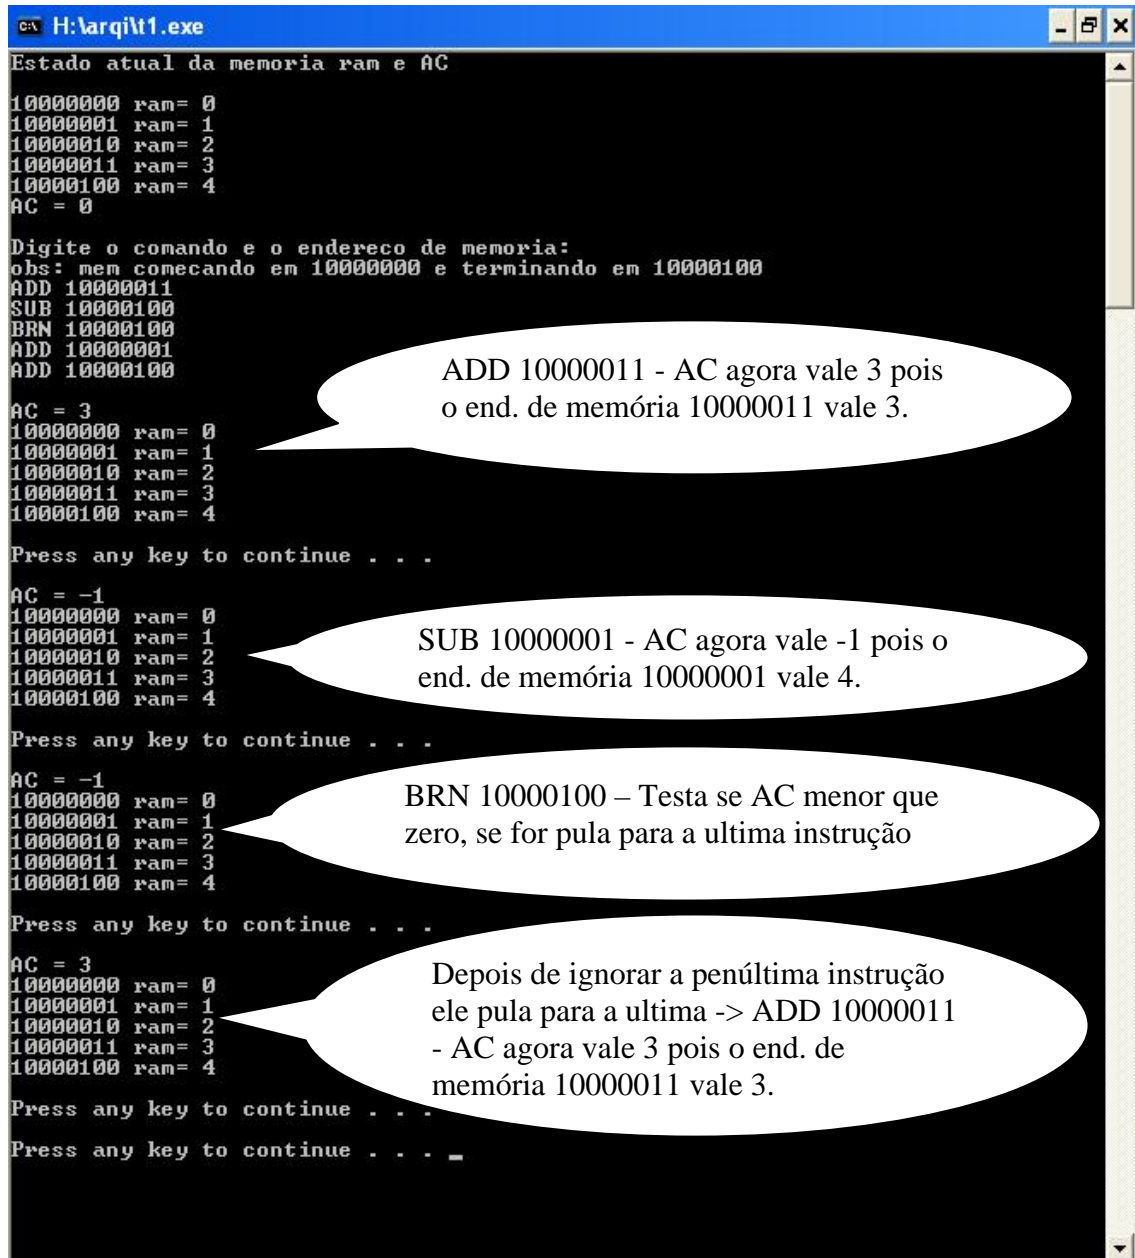 H:\arqi\t1.exe
Estado atual da memoria ram e AC
10000000 ram= 0
10000001 ram= 1
10000010 ram= 2
10000011 ram= 3
10000100 ram= 4
AC = 0
Digite o comando e o endereco de memoria:
obs: mem comecando em 10000000 e terminando em 10000100
ADD 10000011
SUB 10000100
BRN 10000100
ADD 10000001
ADD 10000100
ADD 10000011 - AC agora vale 3 pois
o end. de memória 10000011 vale 3.
AC = 3
10000000 ram= 0
10000001 ram= 1
10000010 ram= 2
10000011 ram= 3
10000100 ram= 4
Press any key to continue . . .
AC = -1
10000000 ram= 0
10000001 ram= 1
10000010 ram= 2
10000011 ram= 3
10000100 ram= 4
SUB 10000001 - AC agora vale -1 pois o
end. de memória 10000001 vale 4.
Press any key to continue . . .
AC = -1
10000000 ram= 0
10000001 ram= 1
10000010 ram= 2
10000011 ram= 3
10000100 ram= 4
BRN 10000100 – Testa se AC menor que
zero, se for pula para a ultima instrução
Press any key to continue . . .
AC = 3
10000000 ram= 0
10000001 ram= 1
10000010 ram= 2
10000011 ram= 3
10000100 ram= 4
Depois de ignorar a penúltima instrução
ele pula para a ultima -> ADD 10000011
- AC agora vale 3 pois o end. de
memória 10000011 vale 3.
Press any key to continue . . .
Press any key to continue . . . _